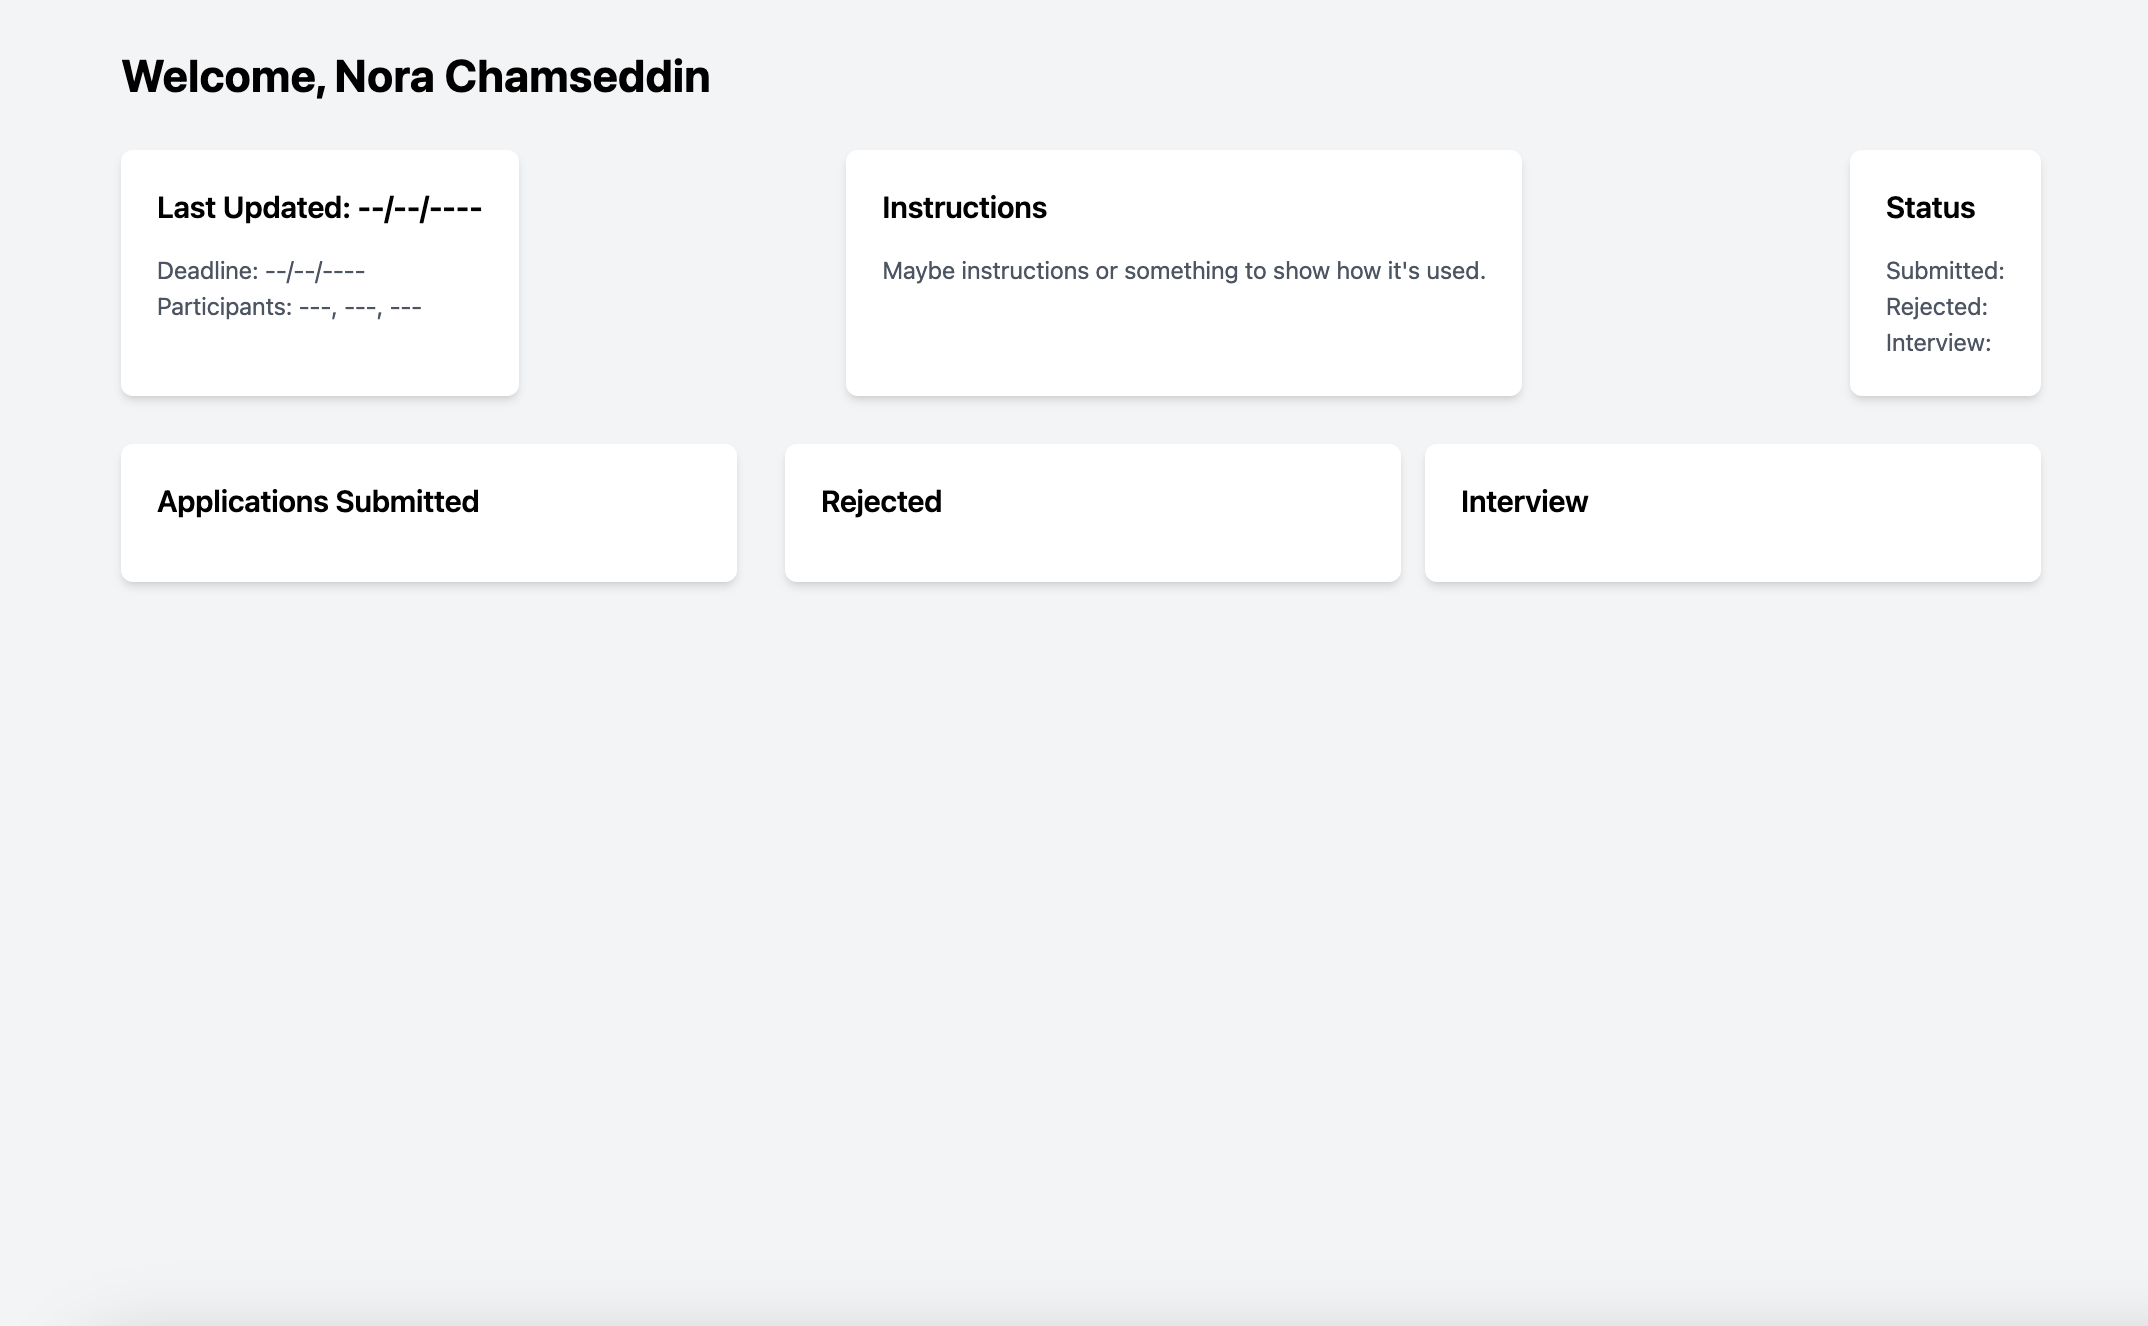 Welcome, Nora Chamseddin
Last Updated: --/--/----
Deadline: --/--/----
Participants: ---, ---, ---
Instructions
Maybe instructions or something to show how it's used.
Status
Submitted:
Rejected:
Interview:
Applications Submitted
Rejected
Interview